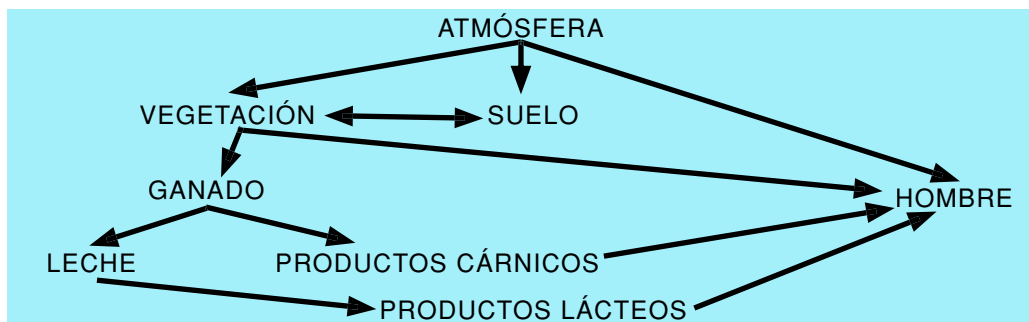 ATMÓSFERA
VEGETACIÓN
SUELO
GANADO
HOMBRE
LECHE
PRODUCTOS CÁRNICOS
PRODUCTOS LÁCTEOS